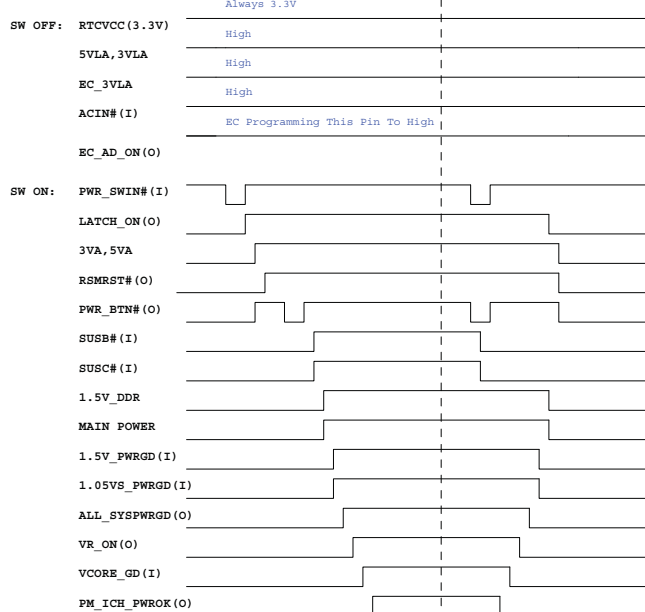 Always 3.3V
SW OFF: RTCVCC(3.3V)
High
5VLA,3VLA
High
EC_3VLA
High
ACIN#(I)
EC Programming This Pin To High
EC_AD_ON(O)
SW ON: PWR_SWIN#(I)
LATCH_ON(O)
3VA,5VA
RSMRST#(O)
PWR_BTN#(O)
SUSB#(I)
SUSC#(I)
1.5V_DDR
MAIN POWER
1.5V_PWRGD(I)
1.05VS_PWRGD(I)
ALL_SYSPWRGD(O)
VR_ON(O)
VCORE_GD(I)
PM_ICH_PWROK(O)